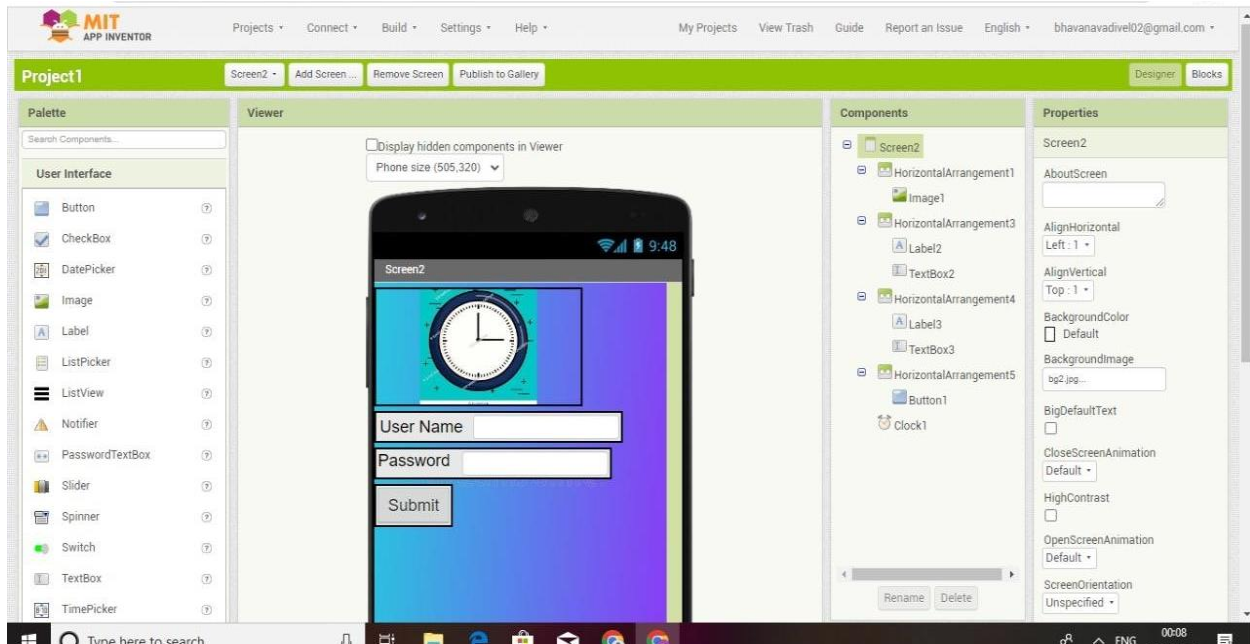 MIT
APP INVENTOR
Projects Connect Build Settings Help My Projects View Trash Guide Report an Issue English bhavanavadivel02@gmail.com
Project1 Screen2 Add Screen ... Remove Screen Publish to Gallery Designer Blocks
Palette
Search Components...
User Interface
Button
CheckBox
DatePicker
Image
Label
ListPicker
ListView
Notifier
PasswordTextBox
Slider
Spinner
Switch
TextBox
TimePicker
Viewer
Display hidden components in Viewer
Phone size (505,320)
9:48
Screen2
User Name
Password
Submit
Components
Screen2
HorizontalArrangement1
Image1
HorizontalArrangement3
Label2
TextBox2
HorizontalArrangement4
Label3
TextBox3
HorizontalArrangement5
Button1
Clock1
Rename Delete
Properties
Screen2
AboutScreen
AlignHorizontal
Left : 1
AlignVertical
Top : 1
BackgroundColor
Default
BackgroundImage
bg2.jpg...
BigDefaultText
CloseScreenAnimation
Default
HighContrast
OpenScreenAnimation
Default
ScreenOrientation
Unspecified
Type here to search
ENG
00:08